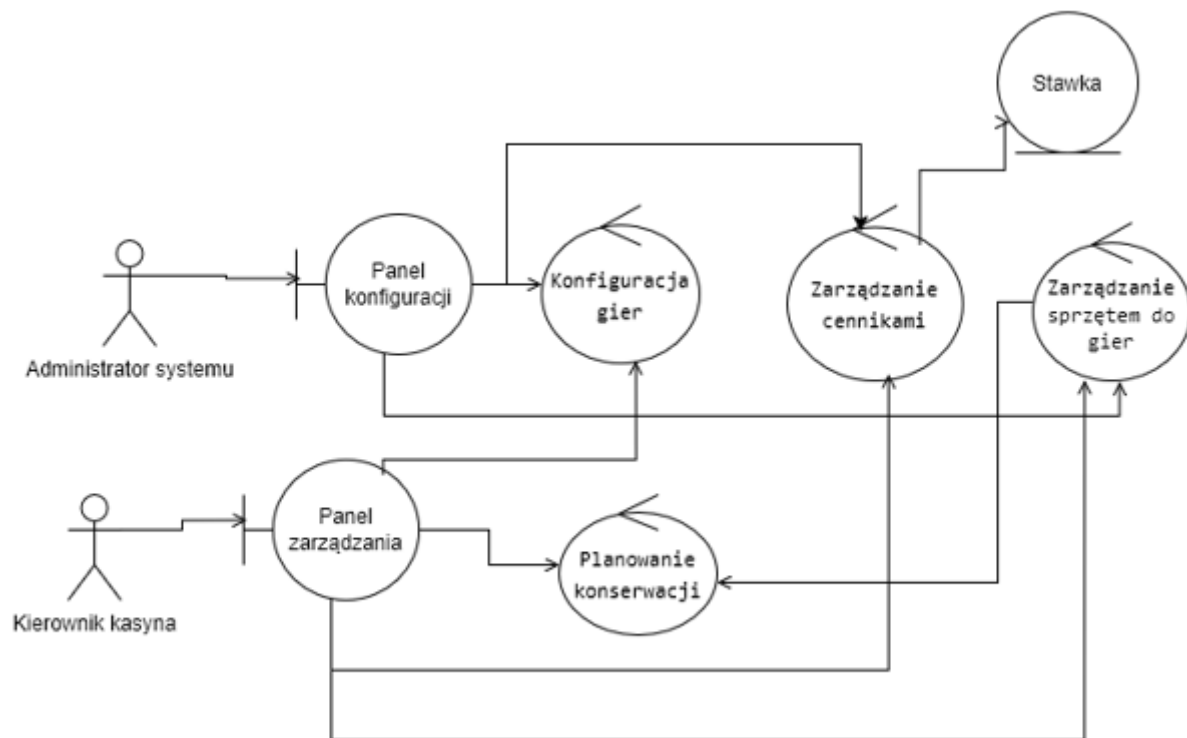 Stawka
Panel
konfiguracji
Konfiguracja
gier
Zarządzanie
cennikami
Zarządzanie
sprzętem do
gier
Administrator systemu
Panel
zarządzania
Planowanie
konserwacji
Kierownik kasyna